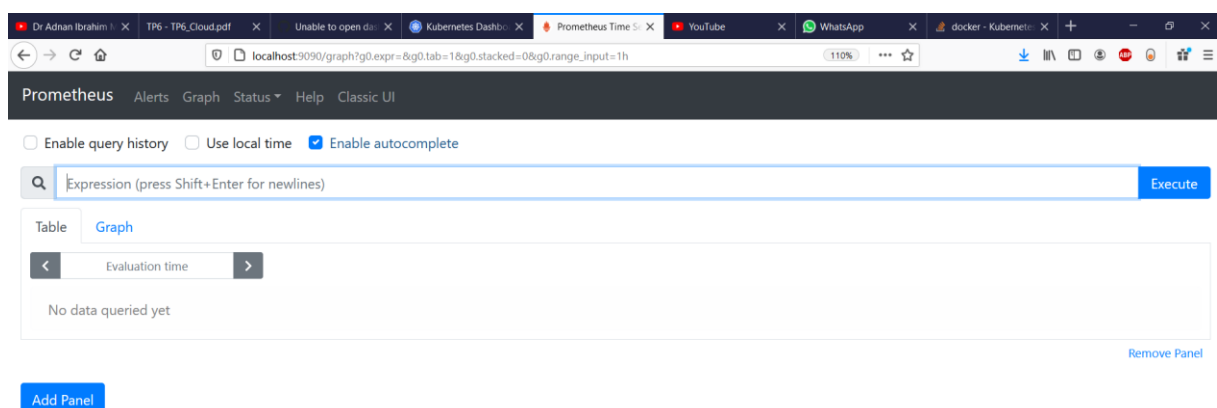 Dr Adnan Ibrahim
TP6 - TP6_Cloud.pdf
Unable to open das
Kubernetes Dashbo
Prometheus Time Se
YouTube
WhatsApp
docker - Kubernetes
localhost:9090/graph?g0.expr=&g0.tab=1&g0.stacked=0&g0.range_input=1h
110%
ABP
Prometheus Alerts Graph Status Help Classic UI
Enable query history Use local time Enable autocomplete
Expression (press Shift+Enter for newlines)
Execute
Table Graph
Evaluation time
No data queried yet
Remove Panel
Add Panel